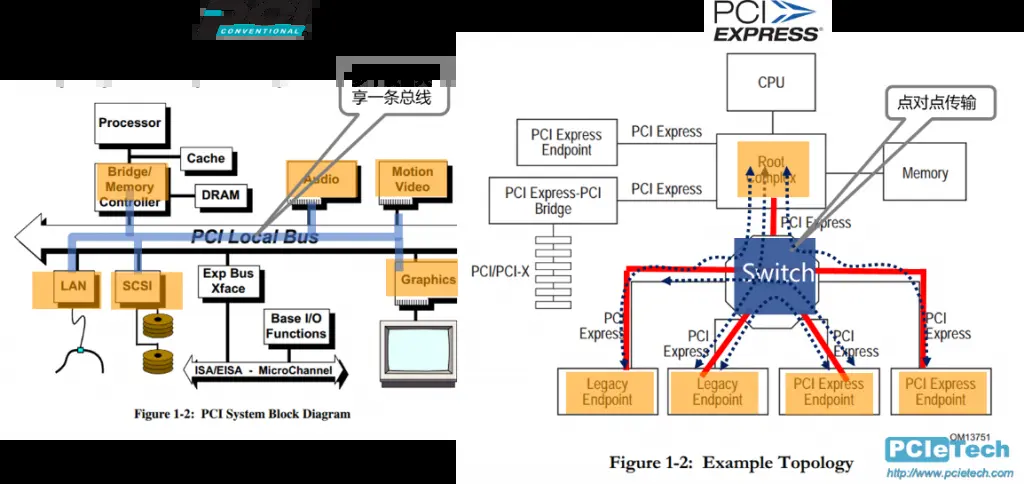 CONVENTIONAL
享一条总线
Processor
Cache
Bridge/
Memory
Controller
DRAM
Audio
Motion
Video
PCI Local Bus
LAN
SCSI
Exp Bus
Xface
Base I/O
Functions
Graphics
ISA/EISA - MicroChannel
Figure 1-2: PCI System Block Diagram
PCI
EXPRESS®
CPU
点对点传输
PCI Express
Endpoint
PCI Express
Root
Complex
Memory
PCI Express-PCI
Bridge
PCI Express
PCI Express
PCI/PCI-X
Switch
PCI
Express
PCI
Express
PCI
Express
PCI
Express
Legacy
Endpoint
Legacy
Endpoint
PCI Express
Endpoint
PCI Express
Endpoint
OM13751
Figure 1-2: Example Topology
PCIeTech
http://www.pcietech.com